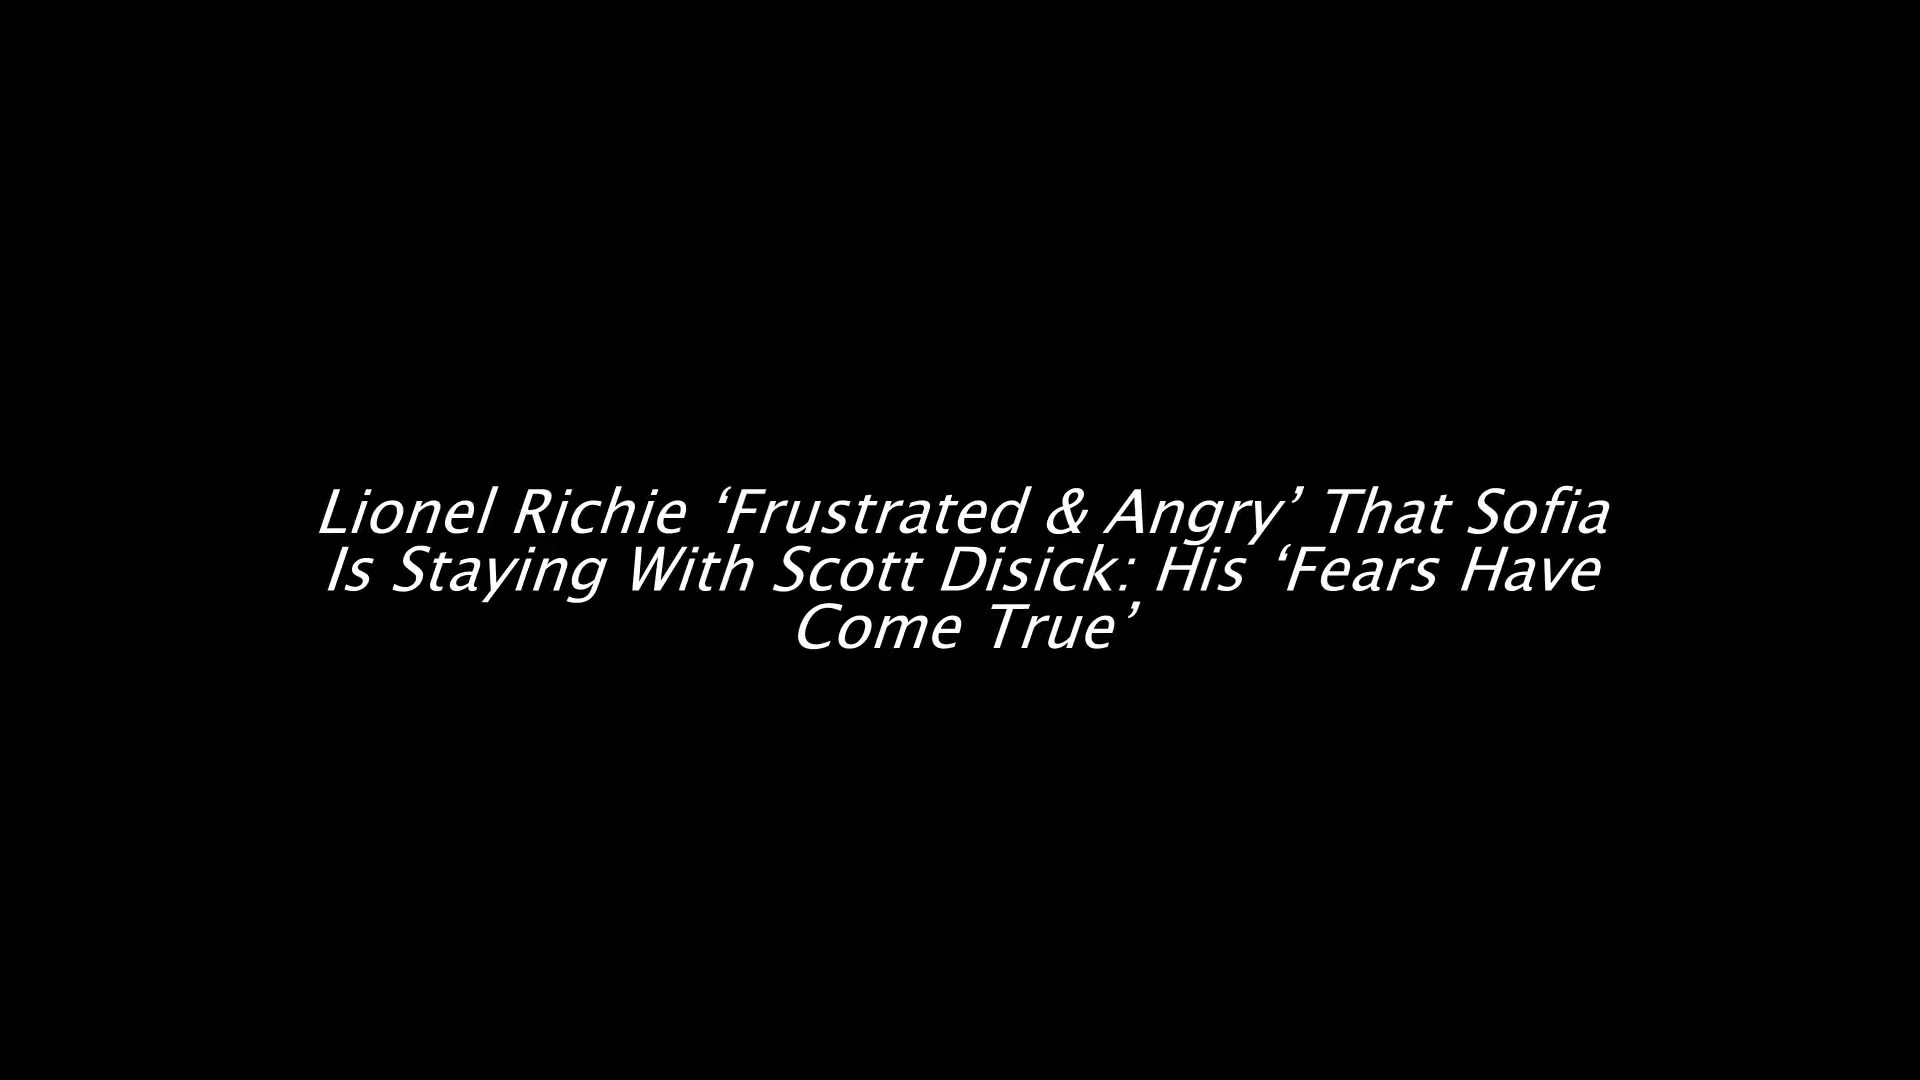 Lionel Richie ‘Frustrated & Angry’ That Sofia
Is Staying With Scott Disick: His ‘Fears Have
Come True’